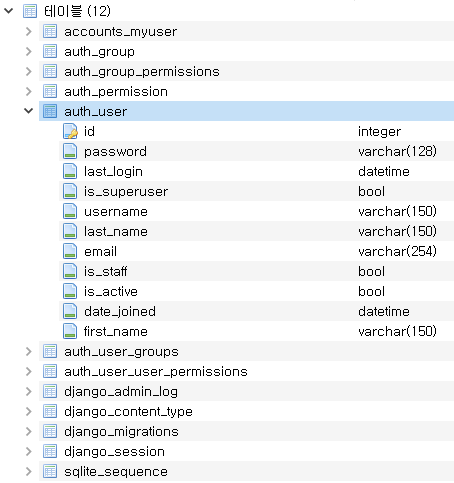 테이블 (12)
accounts_myuser
auth_group
auth_group_permissions
auth_permission
auth_user
id integer
password varchar(128)
last_login datetime
is_superuser bool
username varchar(150)
last_name varchar(150)
email varchar(254)
is_staff bool
is_active bool
date_joined datetime
first_name varchar(150)
auth_user_groups
auth_user_user_permissions
django_admin_log
django_content_type
django_migrations
django_session
sqlite_sequence